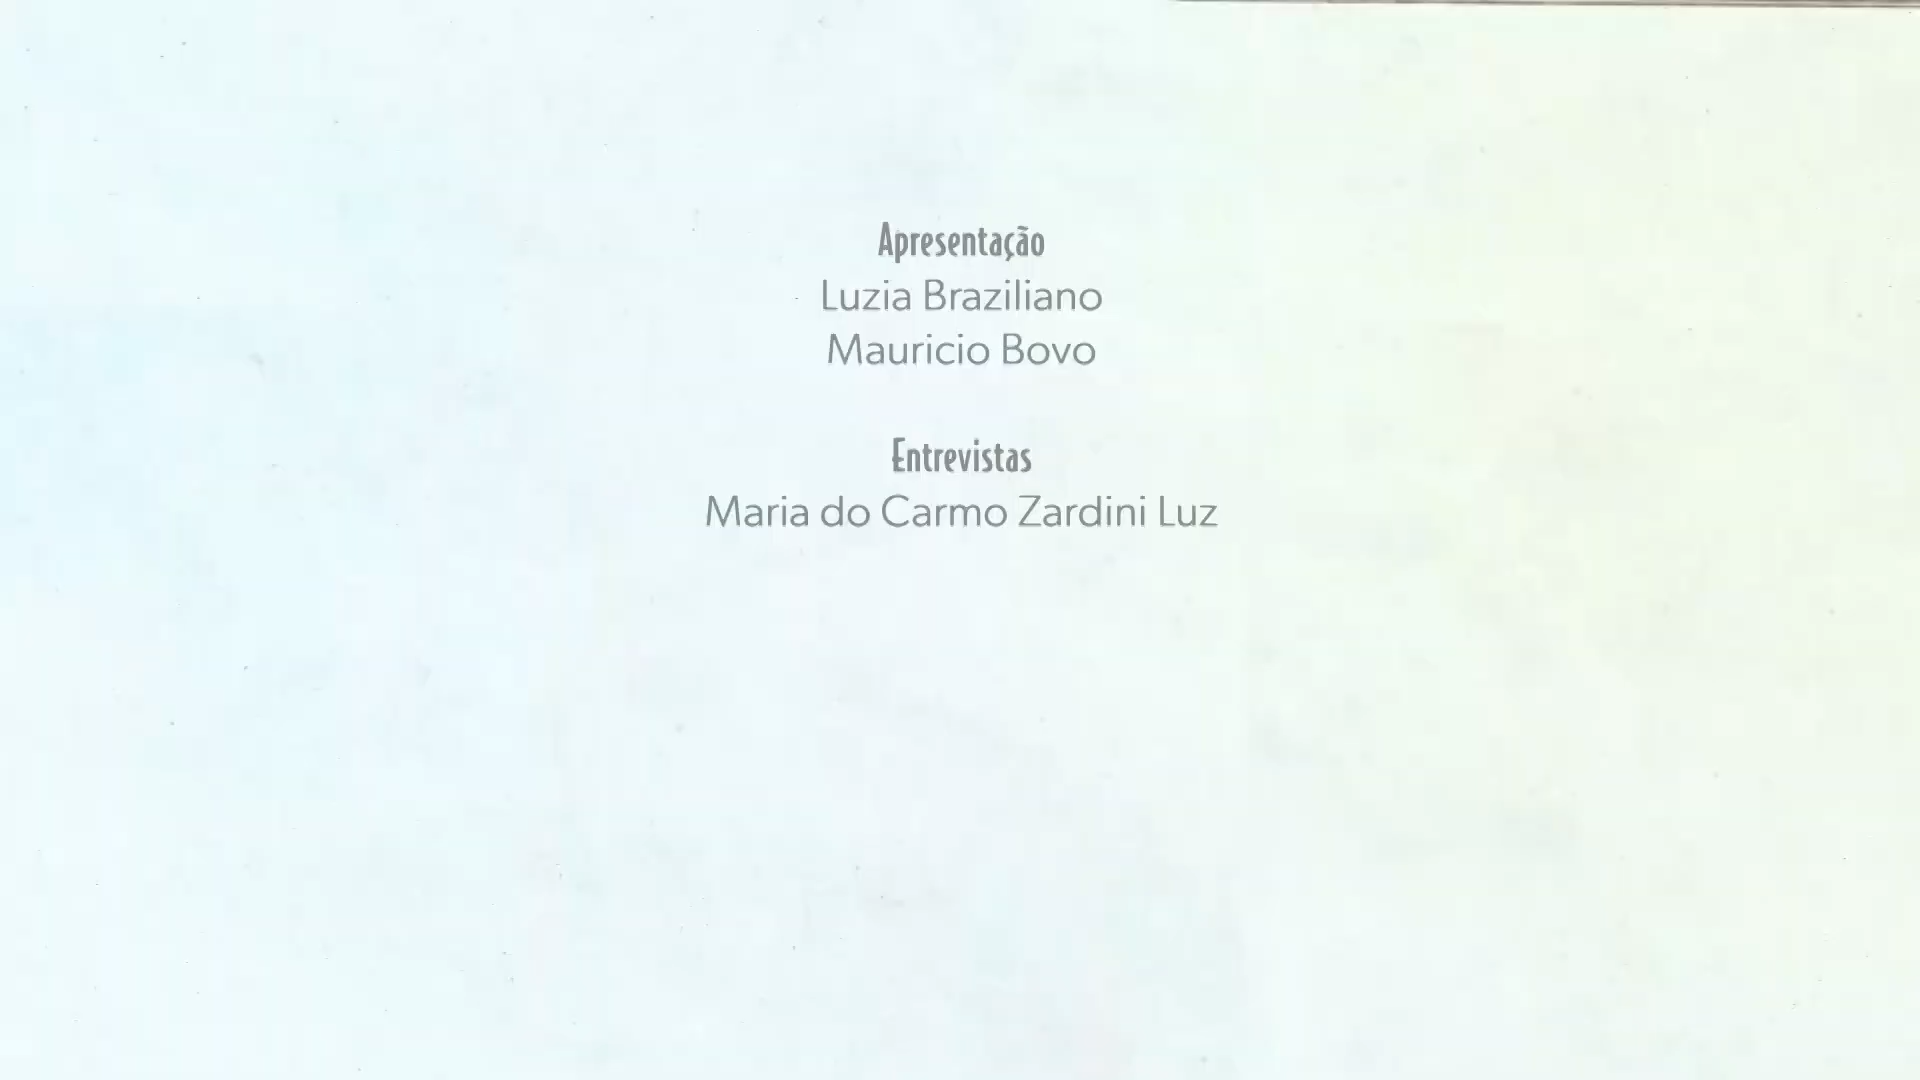 Apresentação
Luzia Braziliano
Mauricio Bovo
Entrevistas
Maria do Carmo Zardini Luz